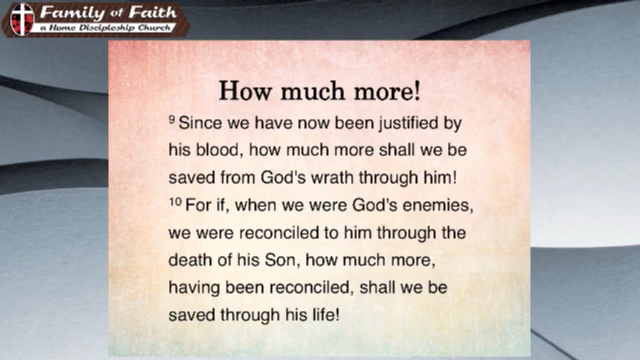 Family of Faith
a Home Discipleship Church
How much more!
9 Since we have now been justified by
his blood, how much more shall we be
saved from God's wrath through him!
10 For if, when we were God's enemies,
we were reconciled to him through the
death of his Son, how much more,
having been reconciled, shall we be
saved through his life!